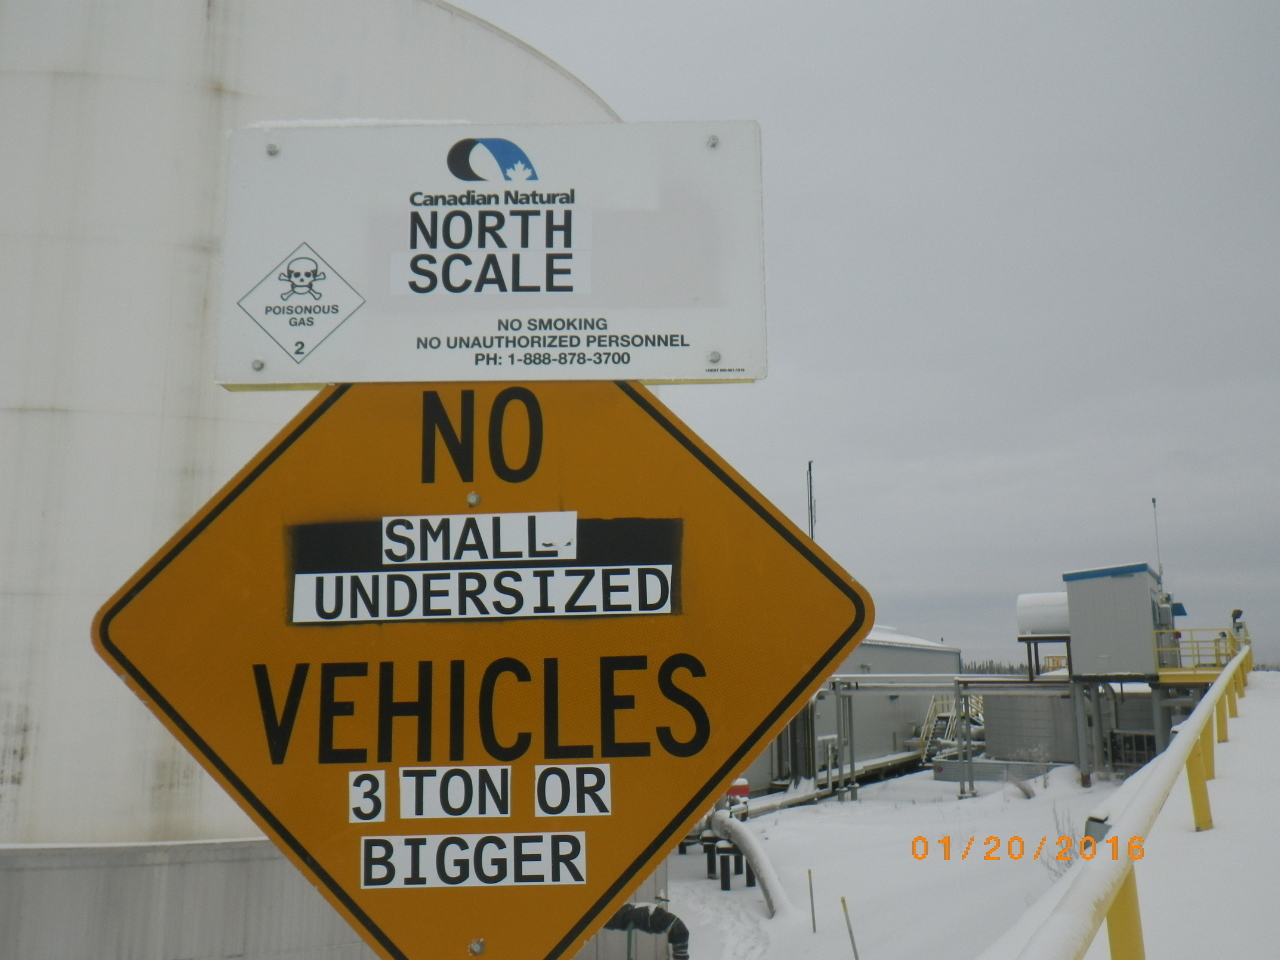 Canadian Natural
NORTH
SCALE
POISONOUS
GAS
2
NO SMOKING
NO UNAUTHORIZED PERSONNEL
PH: 1-888-878-3700
NO
SMALL
UNDERSIZED
VEHICLES
3 TON OR
BIGGER
01/20/2016